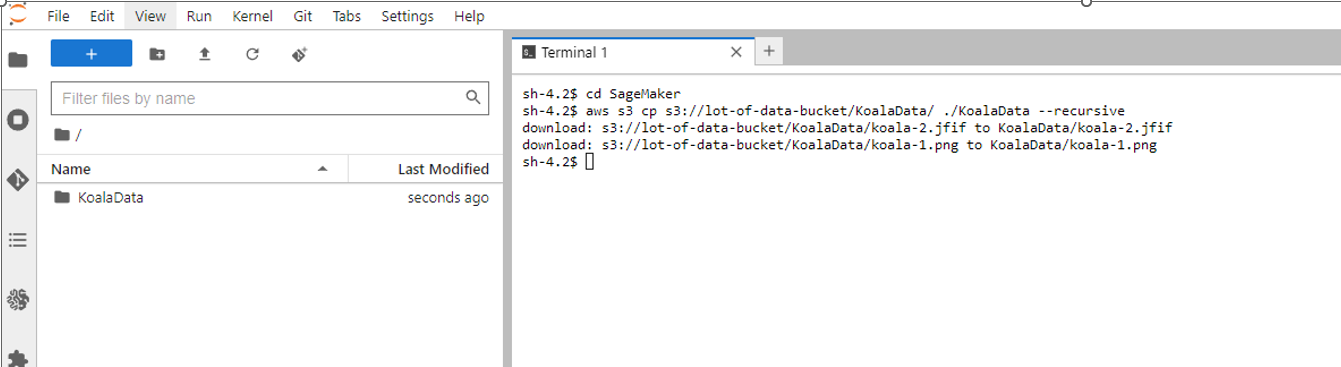 File Edit View Run Kernel Git Tabs Settings Help
+
Filter files by name
/
Name Last Modified
KoalaData seconds ago
Terminal 1
sh-4.2$ cd SageMaker
sh-4.2$ aws s3 cp s3://lot-of-data-bucket/KoalaData/ ./KoalaData --recursive
download: s3://lot-of-data-bucket/KoalaData/koala-2.jfif to KoalaData/koala-2.jfif
download: s3://lot-of-data-bucket/KoalaData/koala-1.png to KoalaData/koala-1.png
sh-4.2$